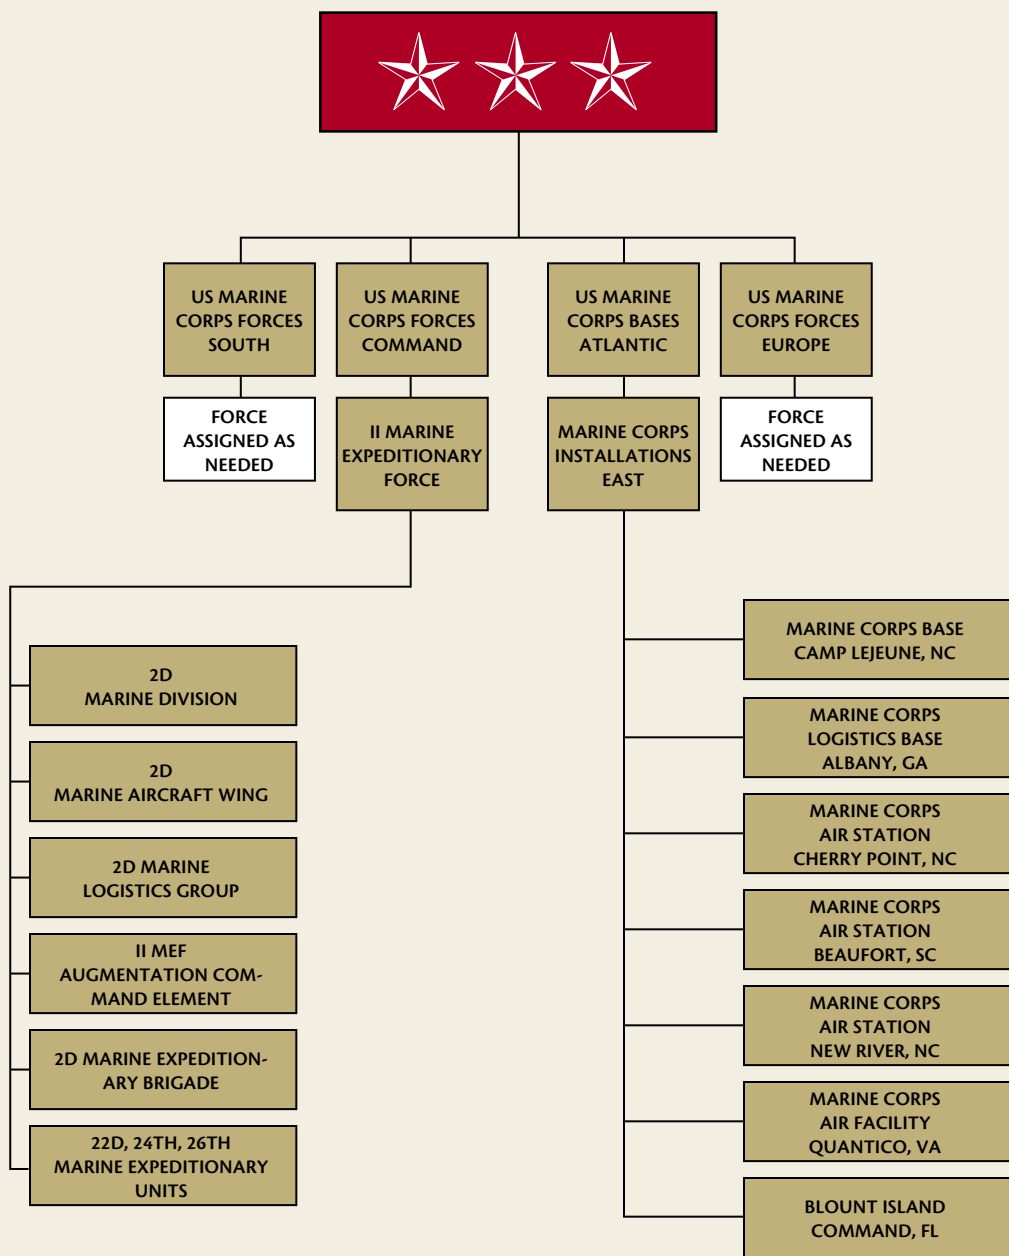 US MARINE
CORPS FORCES
SOUTH
US MARINE
CORPS FORCES
COMMAND
US MARINE
CORPS BASES
ATLANTIC
US MARINE
CORPS FORCES
EUROPE
FORCE
ASSIGNED AS
NEEDED
II MARINE
EXPEDITIONARY
FORCE
MARINE CORPS
INSTALLATIONS
EAST
FORCE
ASSIGNED AS
NEEDED
2D
MARINE DIVISION
2D
MARINE AIRCRAFT WING
2D MARINE
LOGISTICS GROUP
II MEF
AUGMENTATION COM-
MAND ELEMENT
2D MARINE EXPEDITION-
ARY BRIGADE
22D, 24TH, 26TH
MARINE EXPEDITIONARY
UNITS
MARINE CORPS BASE
CAMP LEJEUNE, NC
MARINE CORPS
LOGISTICS BASE
ALBANY, GA
MARINE CORPS
AIR STATION
CHERRY POINT, NC
MARINE CORPS
AIR STATION
BEAUFORT, SC
MARINE CORPS
AIR STATION
NEW RIVER, NC
MARINE CORPS
AIR FACILITY
QUANTICO, VA
BLOUNT ISLAND
COMMAND, FL